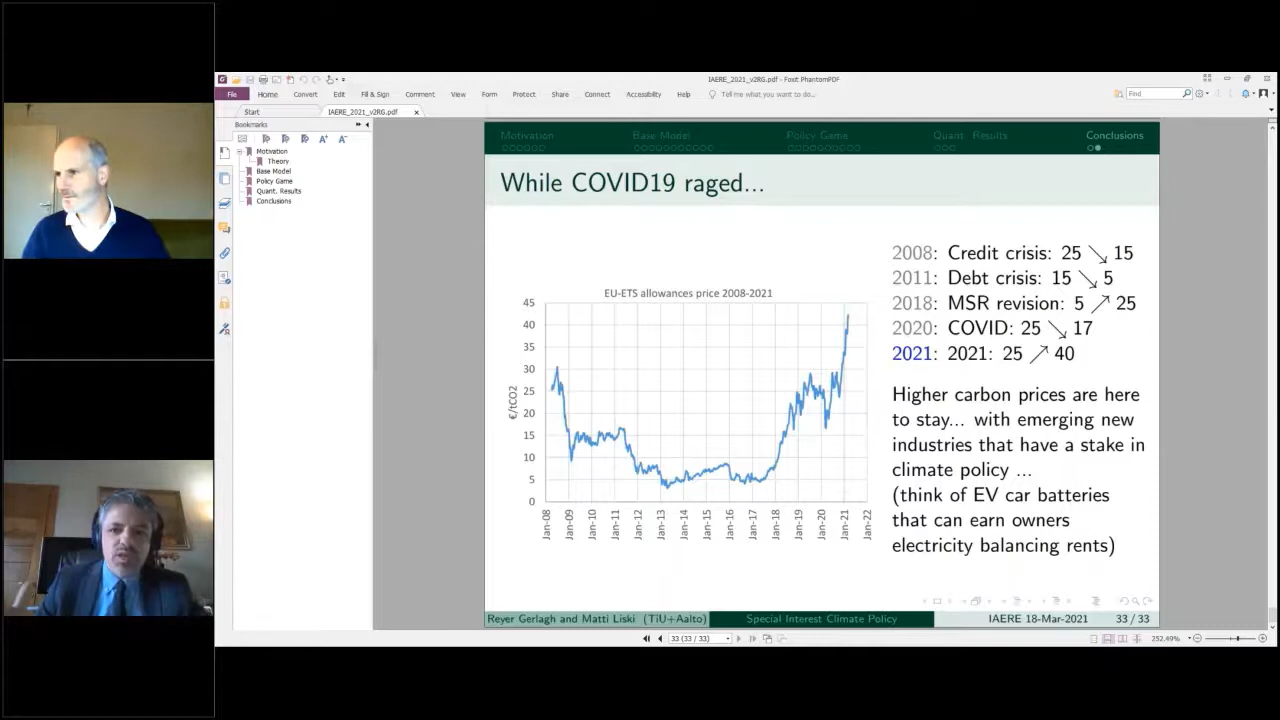 IAERE_2021_v2RG.pdf - Foxit PhantomPDF
File Home Convert Edit Fill & Sign Comment View Form Protect Share Connect Accessibility Help Tell me what you want to do... Find
Start IAERE_2021_v2RG.pdf
Bookmarks
Motivation
Theory
Base Model
Policy Game
Quant. Results
Conclusions
Motivation Base Model Policy Game Quant Results Conclusions
While COVID19 raged...
2008: Credit crisis: 25 ↘ 15
2011: Debt crisis: 15 ↘ 5
2018: MSR revision: 5 ↗ 25
2020: COVID: 25 ↘ 17
2021: 2021: 25 ↗ 40
Higher carbon prices are here
to stay... with emerging new
industries that have a stake in
climate policy ...
(think of EV car batteries
that can earn owners
electricity balancing rents)
EU-ETS allowances price 2008-2021
€/tCO2
45
40
35
30
25
20
15
10
5
0
Jan-08 Jan-09 Jan-10 Jan-11 Jan-12 Jan-13 Jan-14 Jan-15 Jan-16 Jan-17 Jan-18 Jan-19 Jan-20 Jan-21 Jan-22
Reyer Gerlagh and Matti Liski (TiU+Aalto) Special Interest Climate Policy IAERE 18-Mar-2021 33 / 33
33 (33 / 33) 252.49%